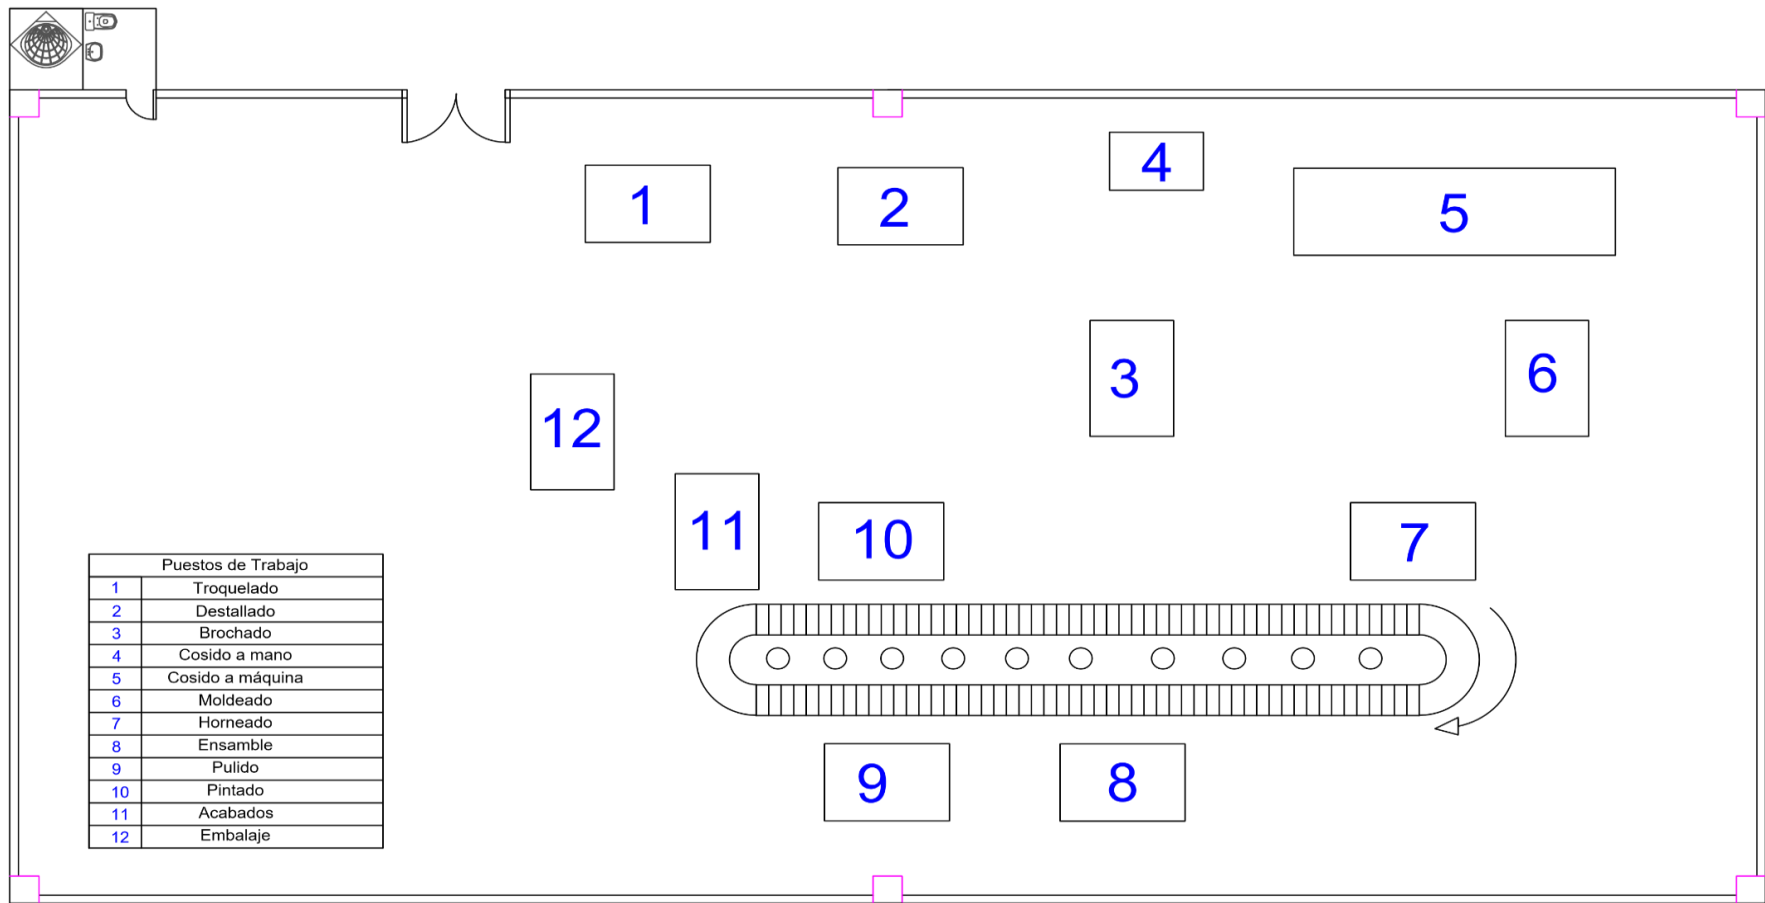 1
2
4
5
3
6
12
11
10
7
9
8
Puestos de Trabajo
1 Troquelado
2 Destallado
3 Brochado
4 Cosido a mano
5 Cosido a máquina
6 Moldeado
7 Horneado
8 Ensamble
9 Pulido
10 Pintado
11 Acabados
12 Embalaje